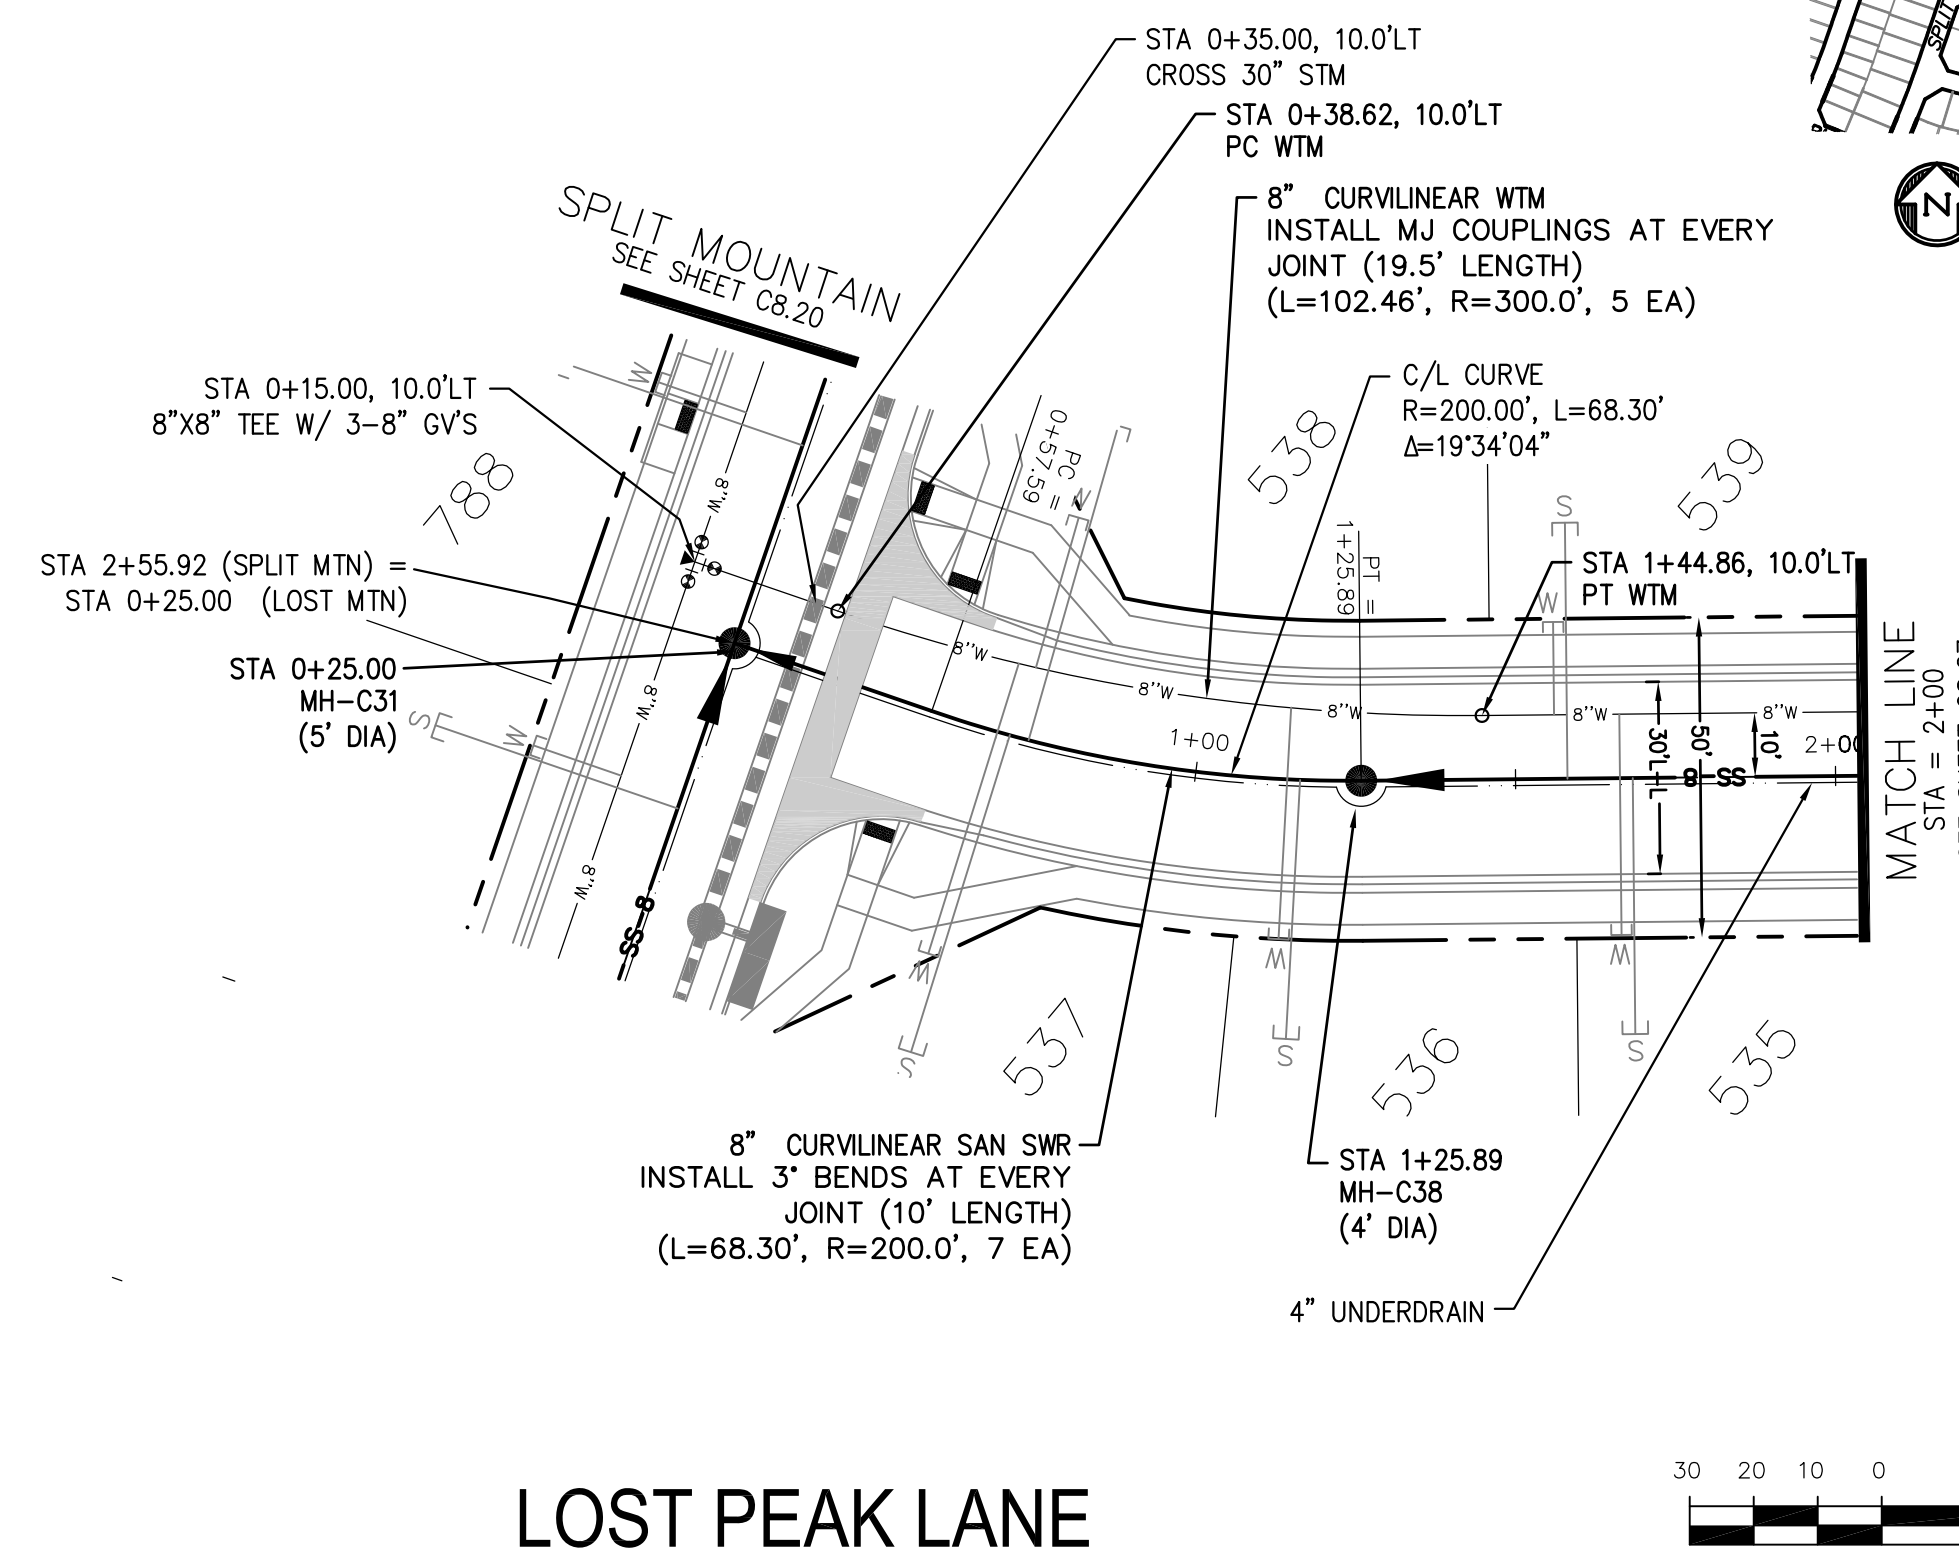 STA 0+35.00, 10.0'LT
CROSS 30" STM
STA 0+38.62, 10.0'LT
PC WTM
8" CURVILINEAR WTM
INSTALL MJ COUPLINGS AT EVERY
JOINT (19.5' LENGTH)
(L=102.46', R=300.0', 5 EA)
SPLIT
N
SPLIT MOUNTAIN
SEE SHEET C8.20
C/L CURVE
R=200.00', L=68.30'
Δ=19°34'04"
STA 0+15.00, 10.0'LT
8"X8" TEE W/ 3-8" GV'S
788
538
539
PC =
0+57.59
PT =
1+25.89
STA 2+55.92 (SPLIT MTN) =
STA 0+25.00 (LOST MTN)
STA 0+25.00
MH-C31
(5' DIA)
STA 1+44.86, 10.0'LT
PT WTM
W
W
W
S
S
W
8"W
8"W
8"W
8"W
8"W
8"W
8"W
8"W
1+00
2+00
30'L-L
50'
10'
8-SS
SS-8
MATCH LINE
STA = 2+00
W
W
W
S
S
S
537
536
535
8" CURVILINEAR SAN SWR
INSTALL 3° BENDS AT EVERY
JOINT (10' LENGTH)
(L=68.30', R=200.0', 7 EA)
STA 1+25.89
MH-C38
(4' DIA)
4" UNDERDRAIN
LOST PEAK LANE
30 20 10 0